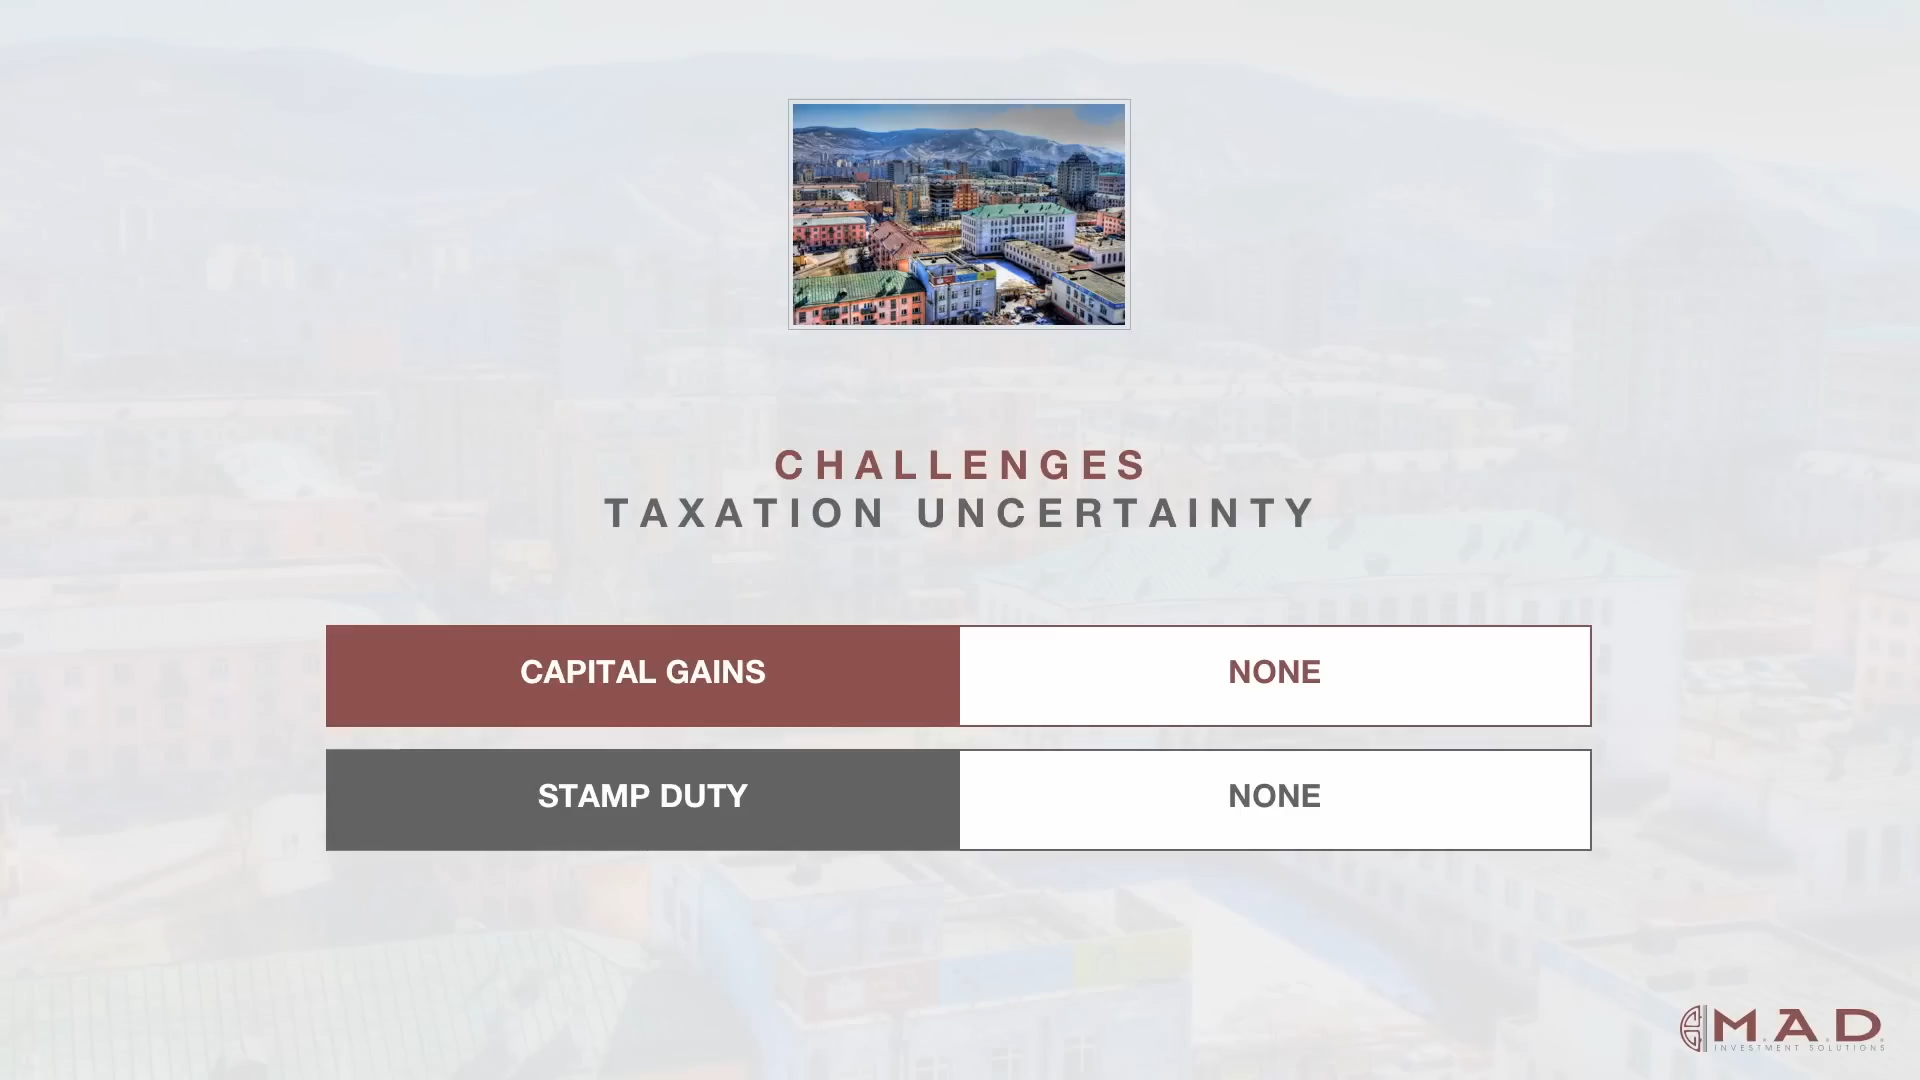 CHALLENGES
TAXATION UNCERTAINTY
CAPITAL GAINS
NONE
STAMP DUTY
NONE
M.A.D.
INVESTMENT SOLUTIONS